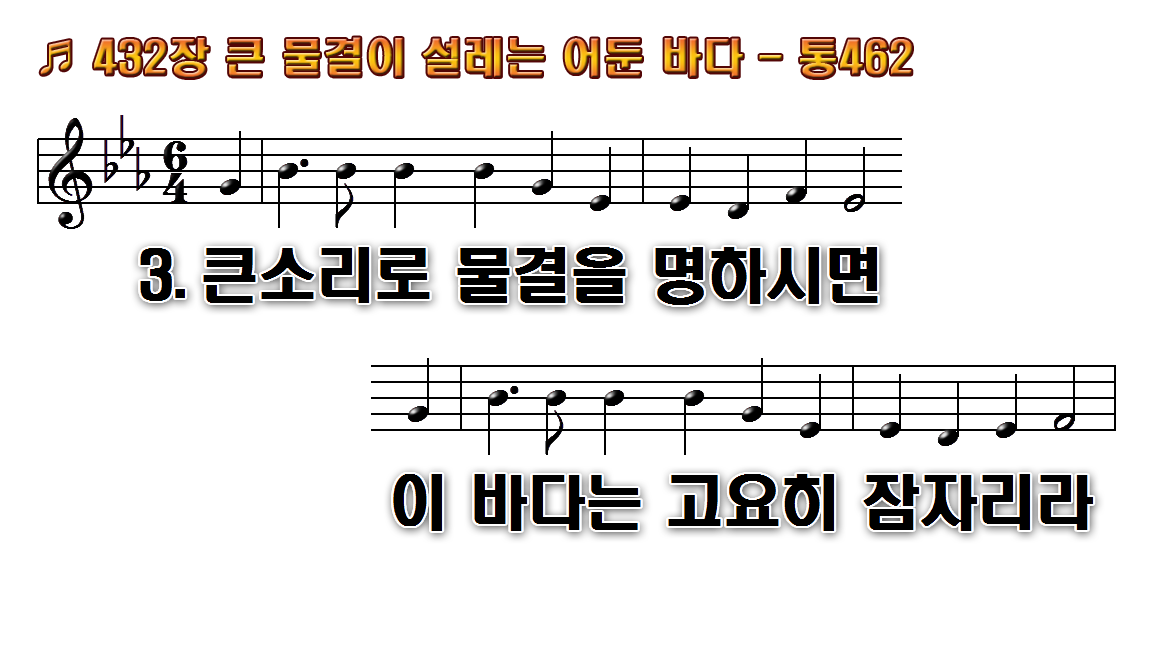 ♬ 432장 큰 물결이 설레는 어둔 바다 - 통462
6
4
3. 큰소리로 물결을 명하시면
이 바다는 고요히 잠자리라